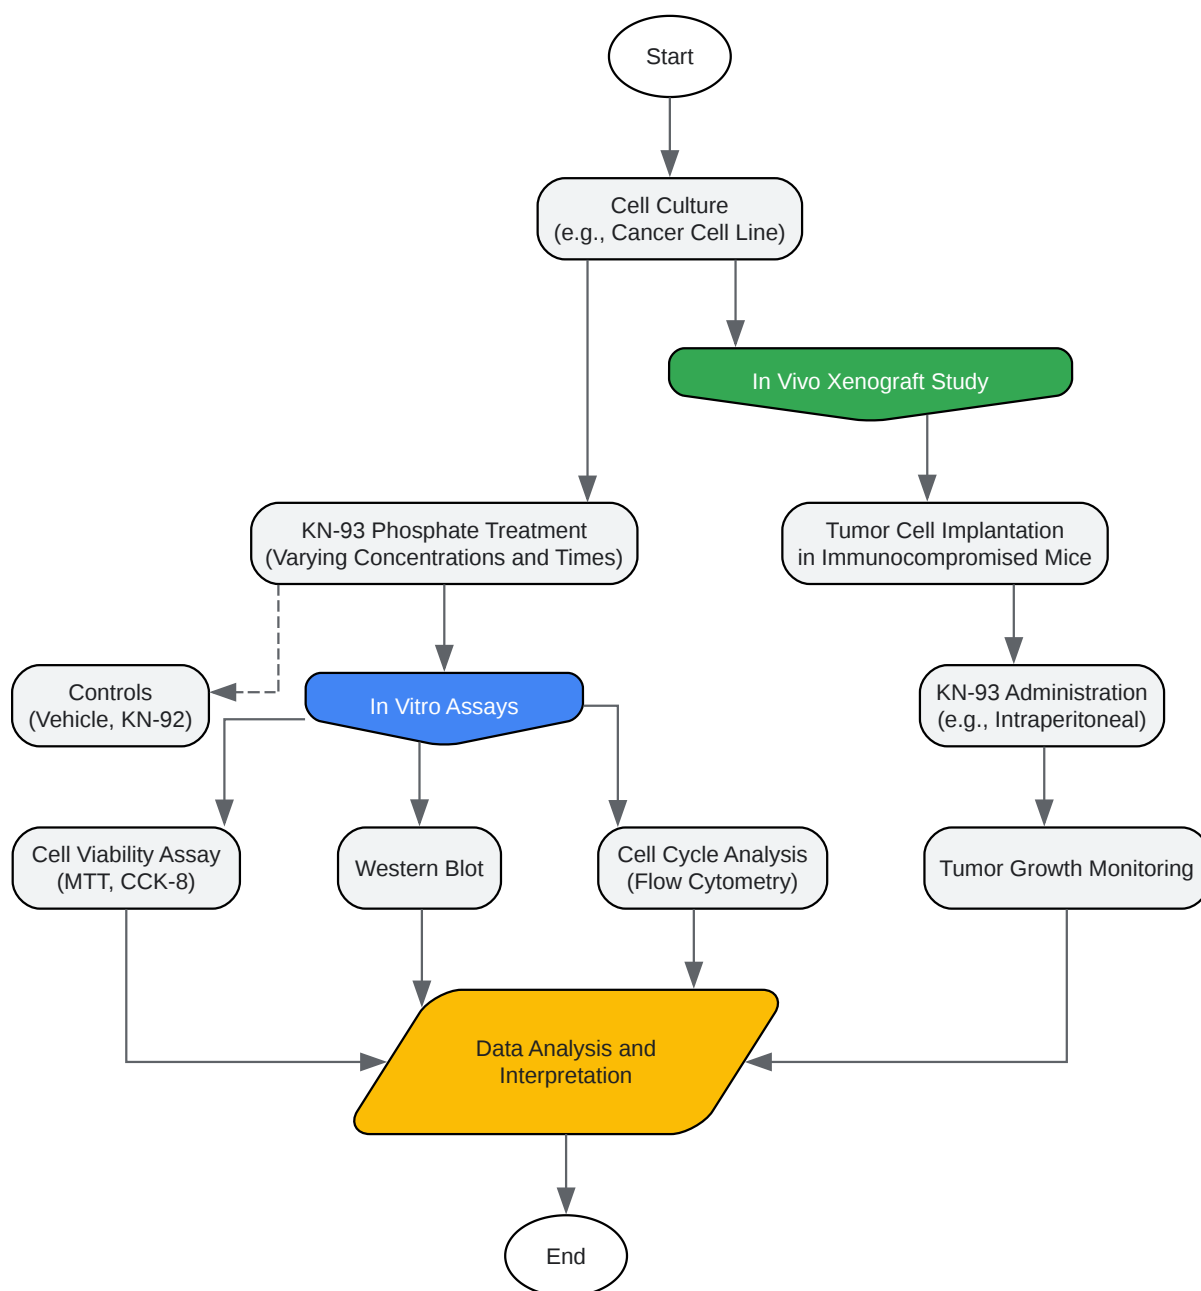 Start
Cell Culture
(e.g., Cancer Cell Line)
In Vivo Xenograft Study
KN-93 Phosphate Treatment
(Varying Concentrations and Times)
Tumor Cell Implantation
in Immunocompromised Mice
Controls
(Vehicle, KN-92)
In Vitro Assays
KN-93 Administration
(e.g., Intraperitoneal)
Cell Viability Assay
(MTT, CCK-8)
Western Blot
Cell Cycle Analysis
(Flow Cytometry)
Tumor Growth Monitoring
Data Analysis and
Interpretation
End